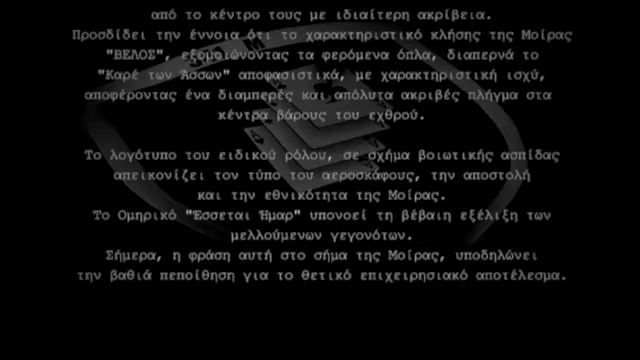 από το κέντρο τους με ιδιαίτερη ακρίβεια.
Προσδίδει την έννοια ότι το χαρακτηριστικό κλήσης της Μοίρας
"ΒΕΛΟΣ", εξομοιώνοντας τα φερόμενα όπλα, διαπερνά το
"Καρέ των Άσσων" αποφασιστικά, με χαρακτηριστική ισχύ,
αποφέροντας ένα διαμπερές και απόλυτα ακριβές πλήγμα στα
κέντρα βάρους του εχθρού.
Το λογότυπο του ειδικού ρόλου, σε σχήμα βοιωτικής ασπίδας
απεικονίζει τον τύπο του αεροσκάφους, την αποστολή
και την εθνικότητα της Μοίρας.
Το Ομηρικό "Έσσεται Ήμαρ" υπονοεί τη βέβαιη εξέλιξη των
μελλούμενων γεγονότων.
Σήμερα, η φράση αυτή στο σήμα της Μοίρας, υποδηλώνει
την βαθιά πεποίθηση για το θετικό επιχειρησιακό αποτέλεσμα.